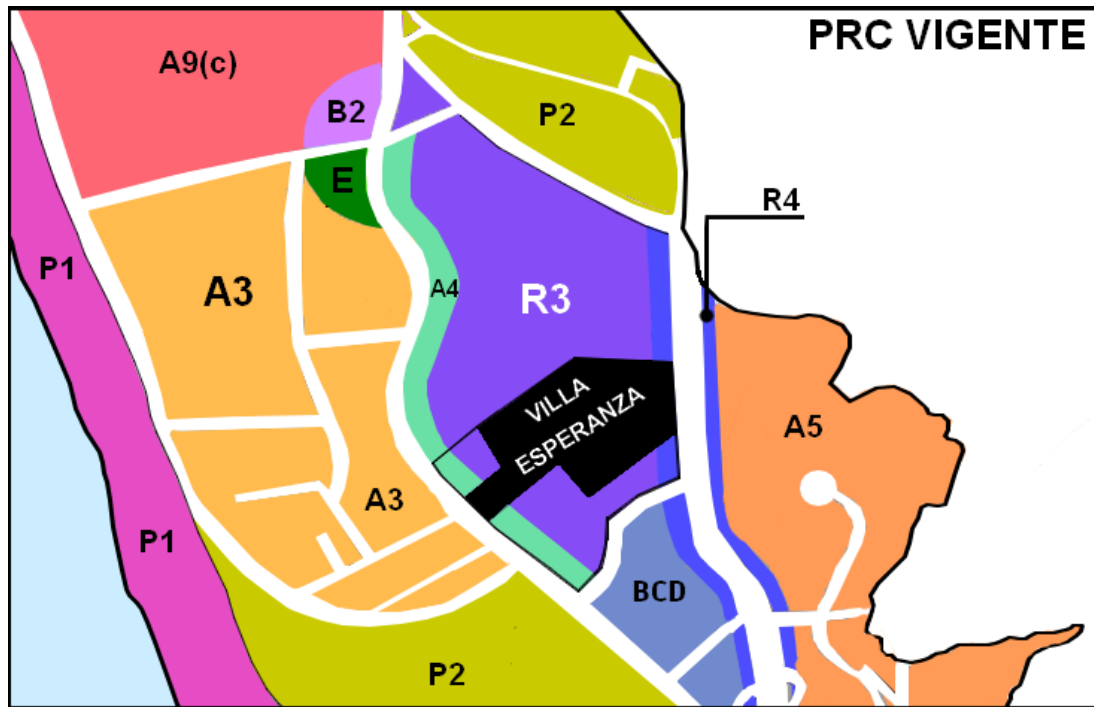 PRC VIGENTE
A9(c)
B2
P2
E
R4
P1
A3
A4
R3
VILLA
ESPERANZA
A5
A3
P1
BCD
P2